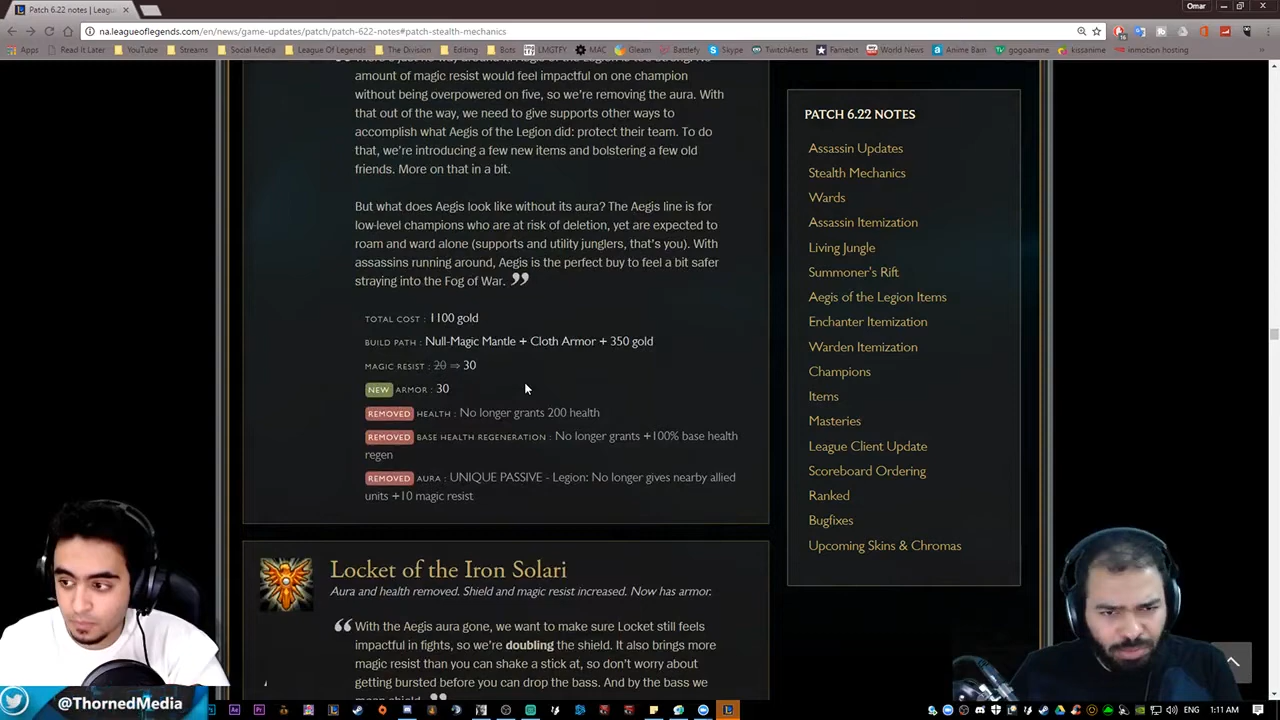 Patch 6.22 notes | Leagu
Omar
na.leagueoflegends.com/en/news/game-updates/patch/patch-622-notes#patch-stealth-mechanics
Apps Read It Later YouTube Streams Social Media League Of Legends The Division Editing Bots LMGTFY MAC Gleam Battlefy Skype TwitchAlerts Famebit World News Anime Bam gogoanime kissanime inmotion hosting
amount of magic resist would feel impactful on one champion
without being overpowered on five, so we're removing the aura. With
that out of the way, we need to give supports other ways to
accomplish what Aegis of the Legion did: protect their team. To do
that, we're introducing a few new items and bolstering a few old
friends. More on that in a bit.
But what does Aegis look like without its aura? The Aegis line is for
low-level champions who are at risk of deletion, yet are expected to
roam and ward alone (supports and utility junglers, that's you). With
assassins running around, Aegis is the perfect buy to feel a bit safer
straying into the Fog of War. ”
TOTAL COST : 1100 gold
BUILD PATH : Null-Magic Mantle + Cloth Armor + 350 gold
MAGIC RESIST : 20 ⇒ 30
NEW ARMOR : 30
REMOVED HEALTH : No longer grants 200 health
REMOVED BASE HEALTH REGENERATION : No longer grants +100% base health
regen
REMOVED AURA : UNIQUE PASSIVE - Legion: No longer gives nearby allied
units +10 magic resist
Locket of the Iron Solari
Aura and health removed. Shield and magic resist increased. Now has armor.
“ With the Aegis aura gone, we want to make sure Locket still feels
impactful in fights, so we're doubling the shield. It also brings more
magic resist than you can shake a stick at, so don't worry about
getting bursted before you can drop the bass. And by the bass we
PATCH 6.22 NOTES
Assassin Updates
Stealth Mechanics
Wards
Assassin Itemization
Living Jungle
Summoner's Rift
Aegis of the Legion Items
Enchanter Itemization
Warden Itemization
Champions
Items
Masteries
League Client Update
Scoreboard Ordering
Ranked
Bugfixes
Upcoming Skins & Chromas
@ThornedMedia
1:11 AM